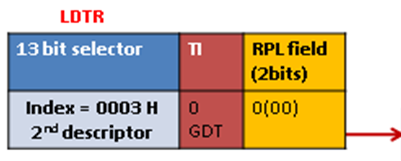 LDTR
13 bit selector
TI
RPL field
(2bits)
Index = 0003 H
2nd descriptor
0
GDT
0(00)